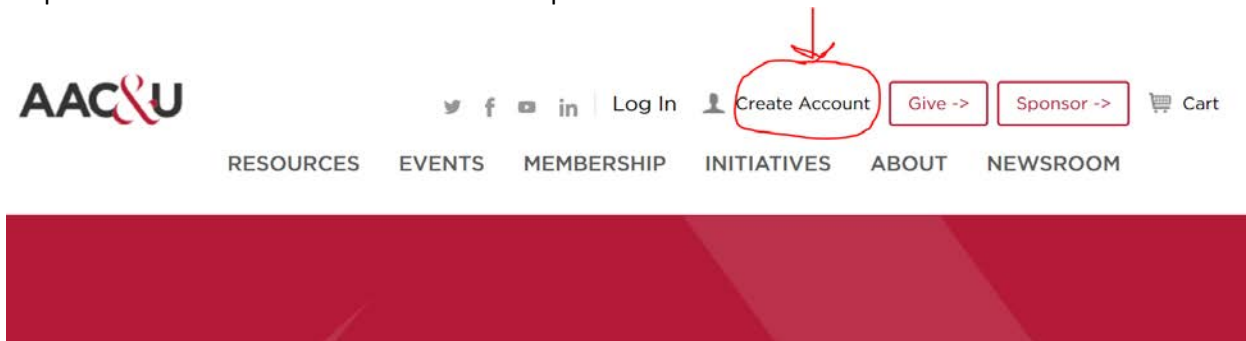 AAC&U
Log In Create Account Give -> Sponsor -> Cart
RESOURCES EVENTS MEMBERSHIP INITIATIVES ABOUT NEWSROOM